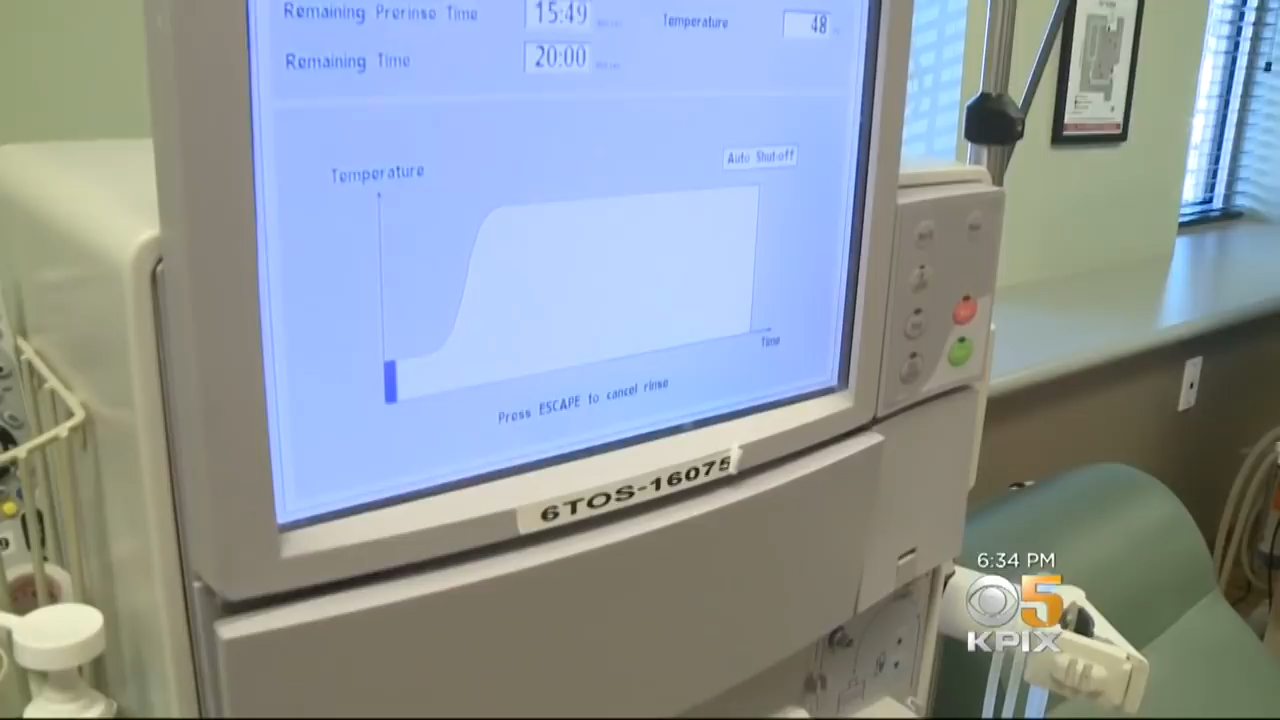 Remaining Prerinse Time 15:49
Temperature 48
Remaining Time 20:00
Auto Shut-off
Temperature
Time
Press ESCAPE to cancel rinse
6TOS-16075
6:34 PM
5
KPIX